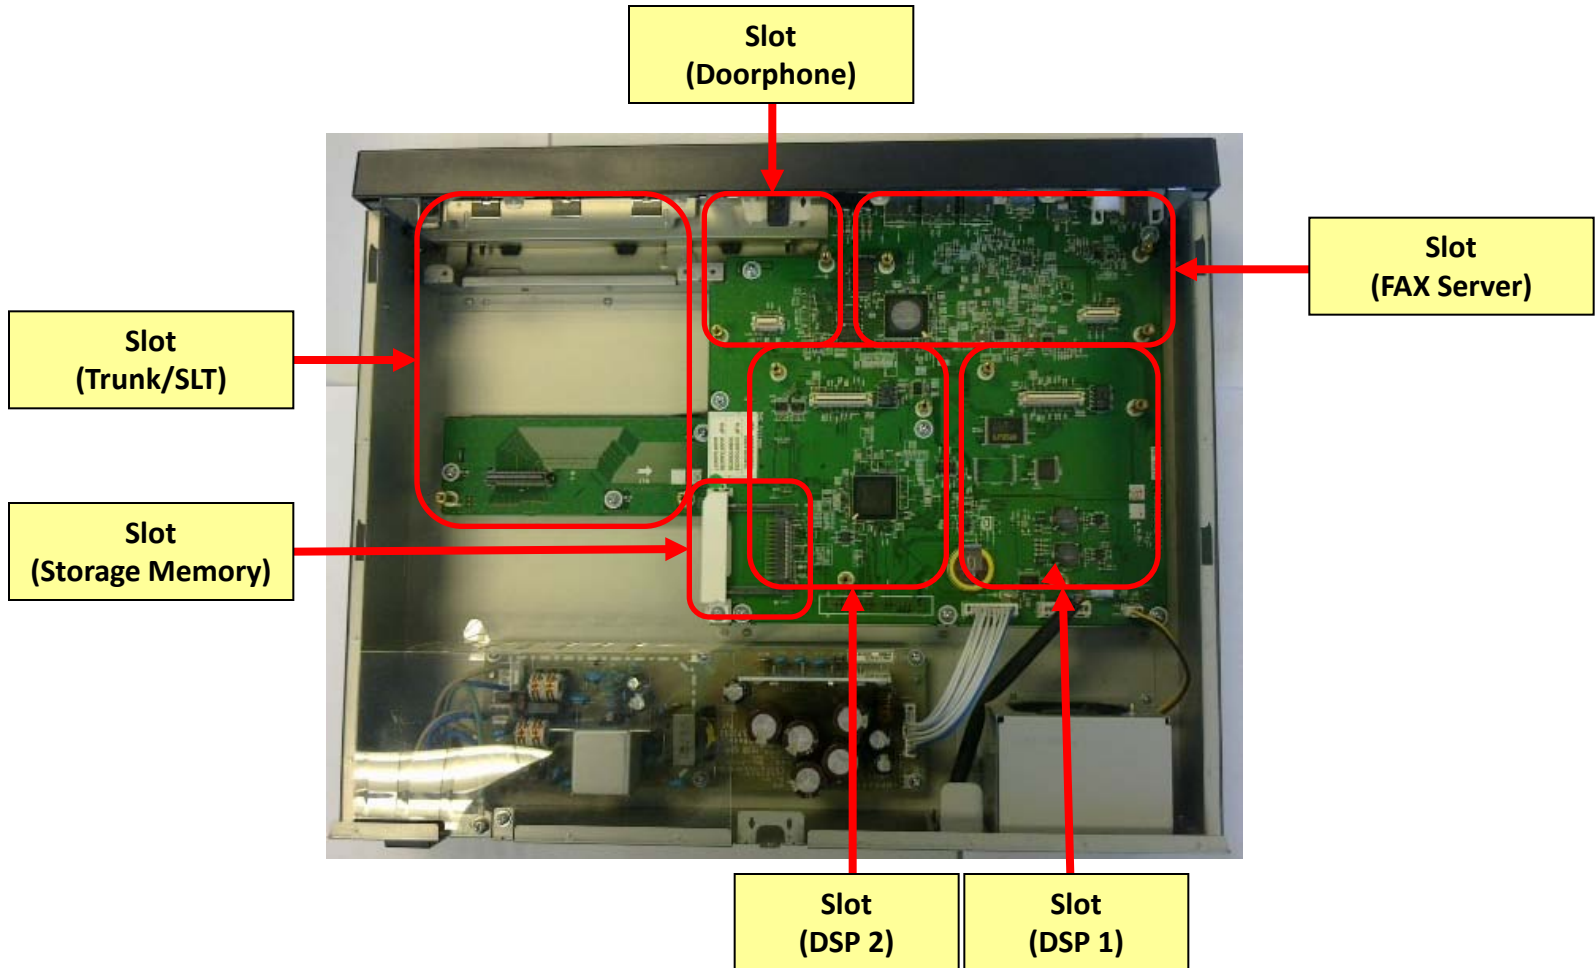 Slot
(Doorphone)
Slot
(FAX Server)
Slot
(Trunk/SLT)
Slot
(Storage Memory)
Slot
(DSP 2)
Slot
(DSP 1)